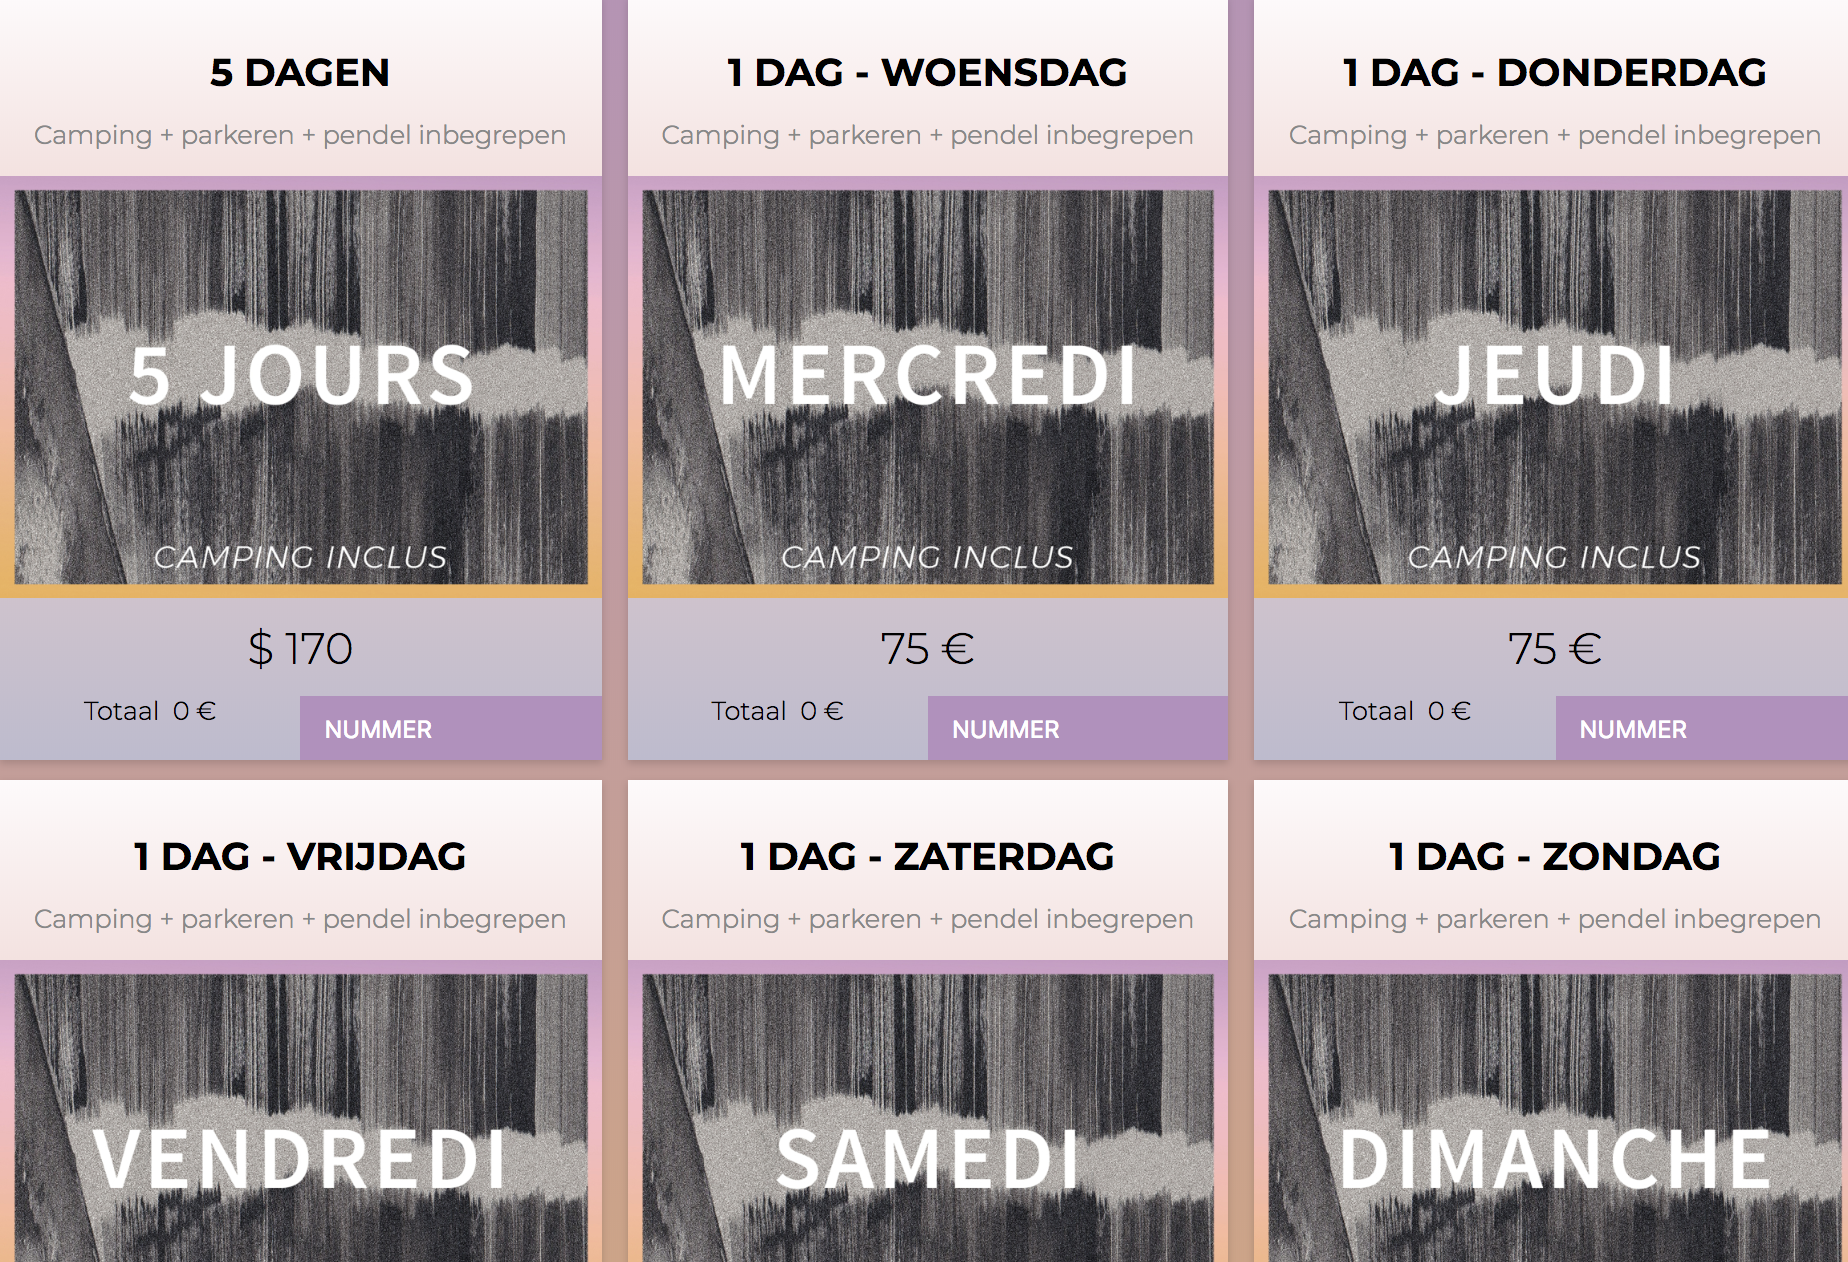 5 DAGEN
Camping + parkeren + pendel inbegrepen
5 JOURS
CAMPING INCLUS
$ 170
Totaal 0 €
NUMMER
1 DAG - WOENSDAG
Camping + parkeren + pendel inbegrepen
MERCREDI
CAMPING INCLUS
75 €
Totaal 0 €
NUMMER
1 DAG - DONDERDAG
Camping + parkeren + pendel inbegrepen
JEUDI
CAMPING INCLUS
75 €
Totaal 0 €
NUMMER
1 DAG - VRIJDAG
Camping + parkeren + pendel inbegrepen
VENDREDI
1 DAG - ZATERDAG
Camping + parkeren + pendel inbegrepen
SAMEDI
1 DAG - ZONDAG
Camping + parkeren + pendel inbegrepen
DIMANCHE